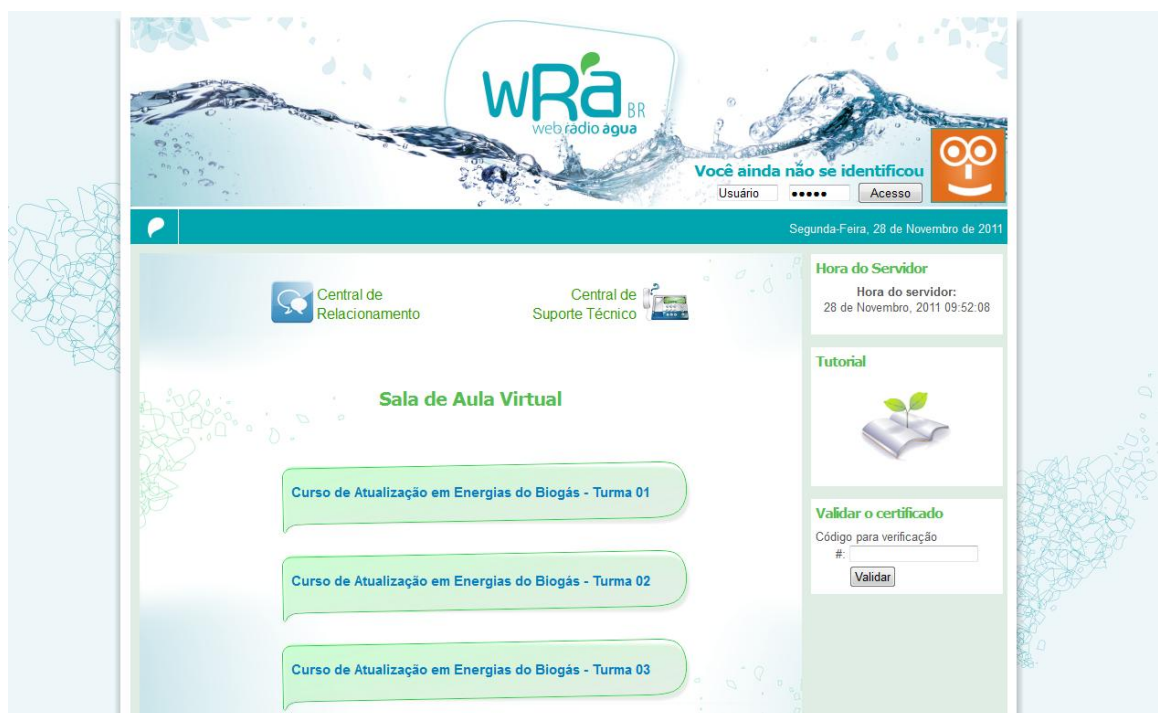 wRa BR
web rádio água
Você ainda não se identificou
Usuário ••••• Acesso
Segunda-Feira, 28 de Novembro de 2011
Central de
Relacionamento
Central de
Suporte Técnico
Sala de Aula Virtual
Curso de Atualização em Energias do Biogás - Turma 01
Curso de Atualização em Energias do Biogás - Turma 02
Curso de Atualização em Energias do Biogás - Turma 03
Hora do Servidor
Hora do servidor:
28 de Novembro, 2011 09:52:08
Tutorial
Validar o certificado
Código para verificação
#:
Validar